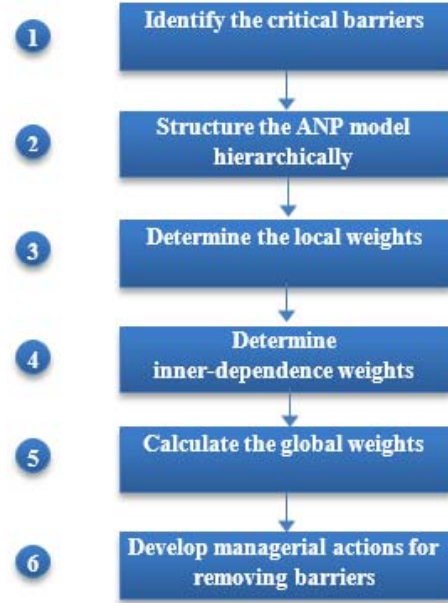 1
Identify the critical barriers
2
Structure the ANP model
hierarchically
3
Determine the local weights
4
Determine
inner-dependence weights
5
Calculate the global weights
6
Develop managerial actions for
removing barriers